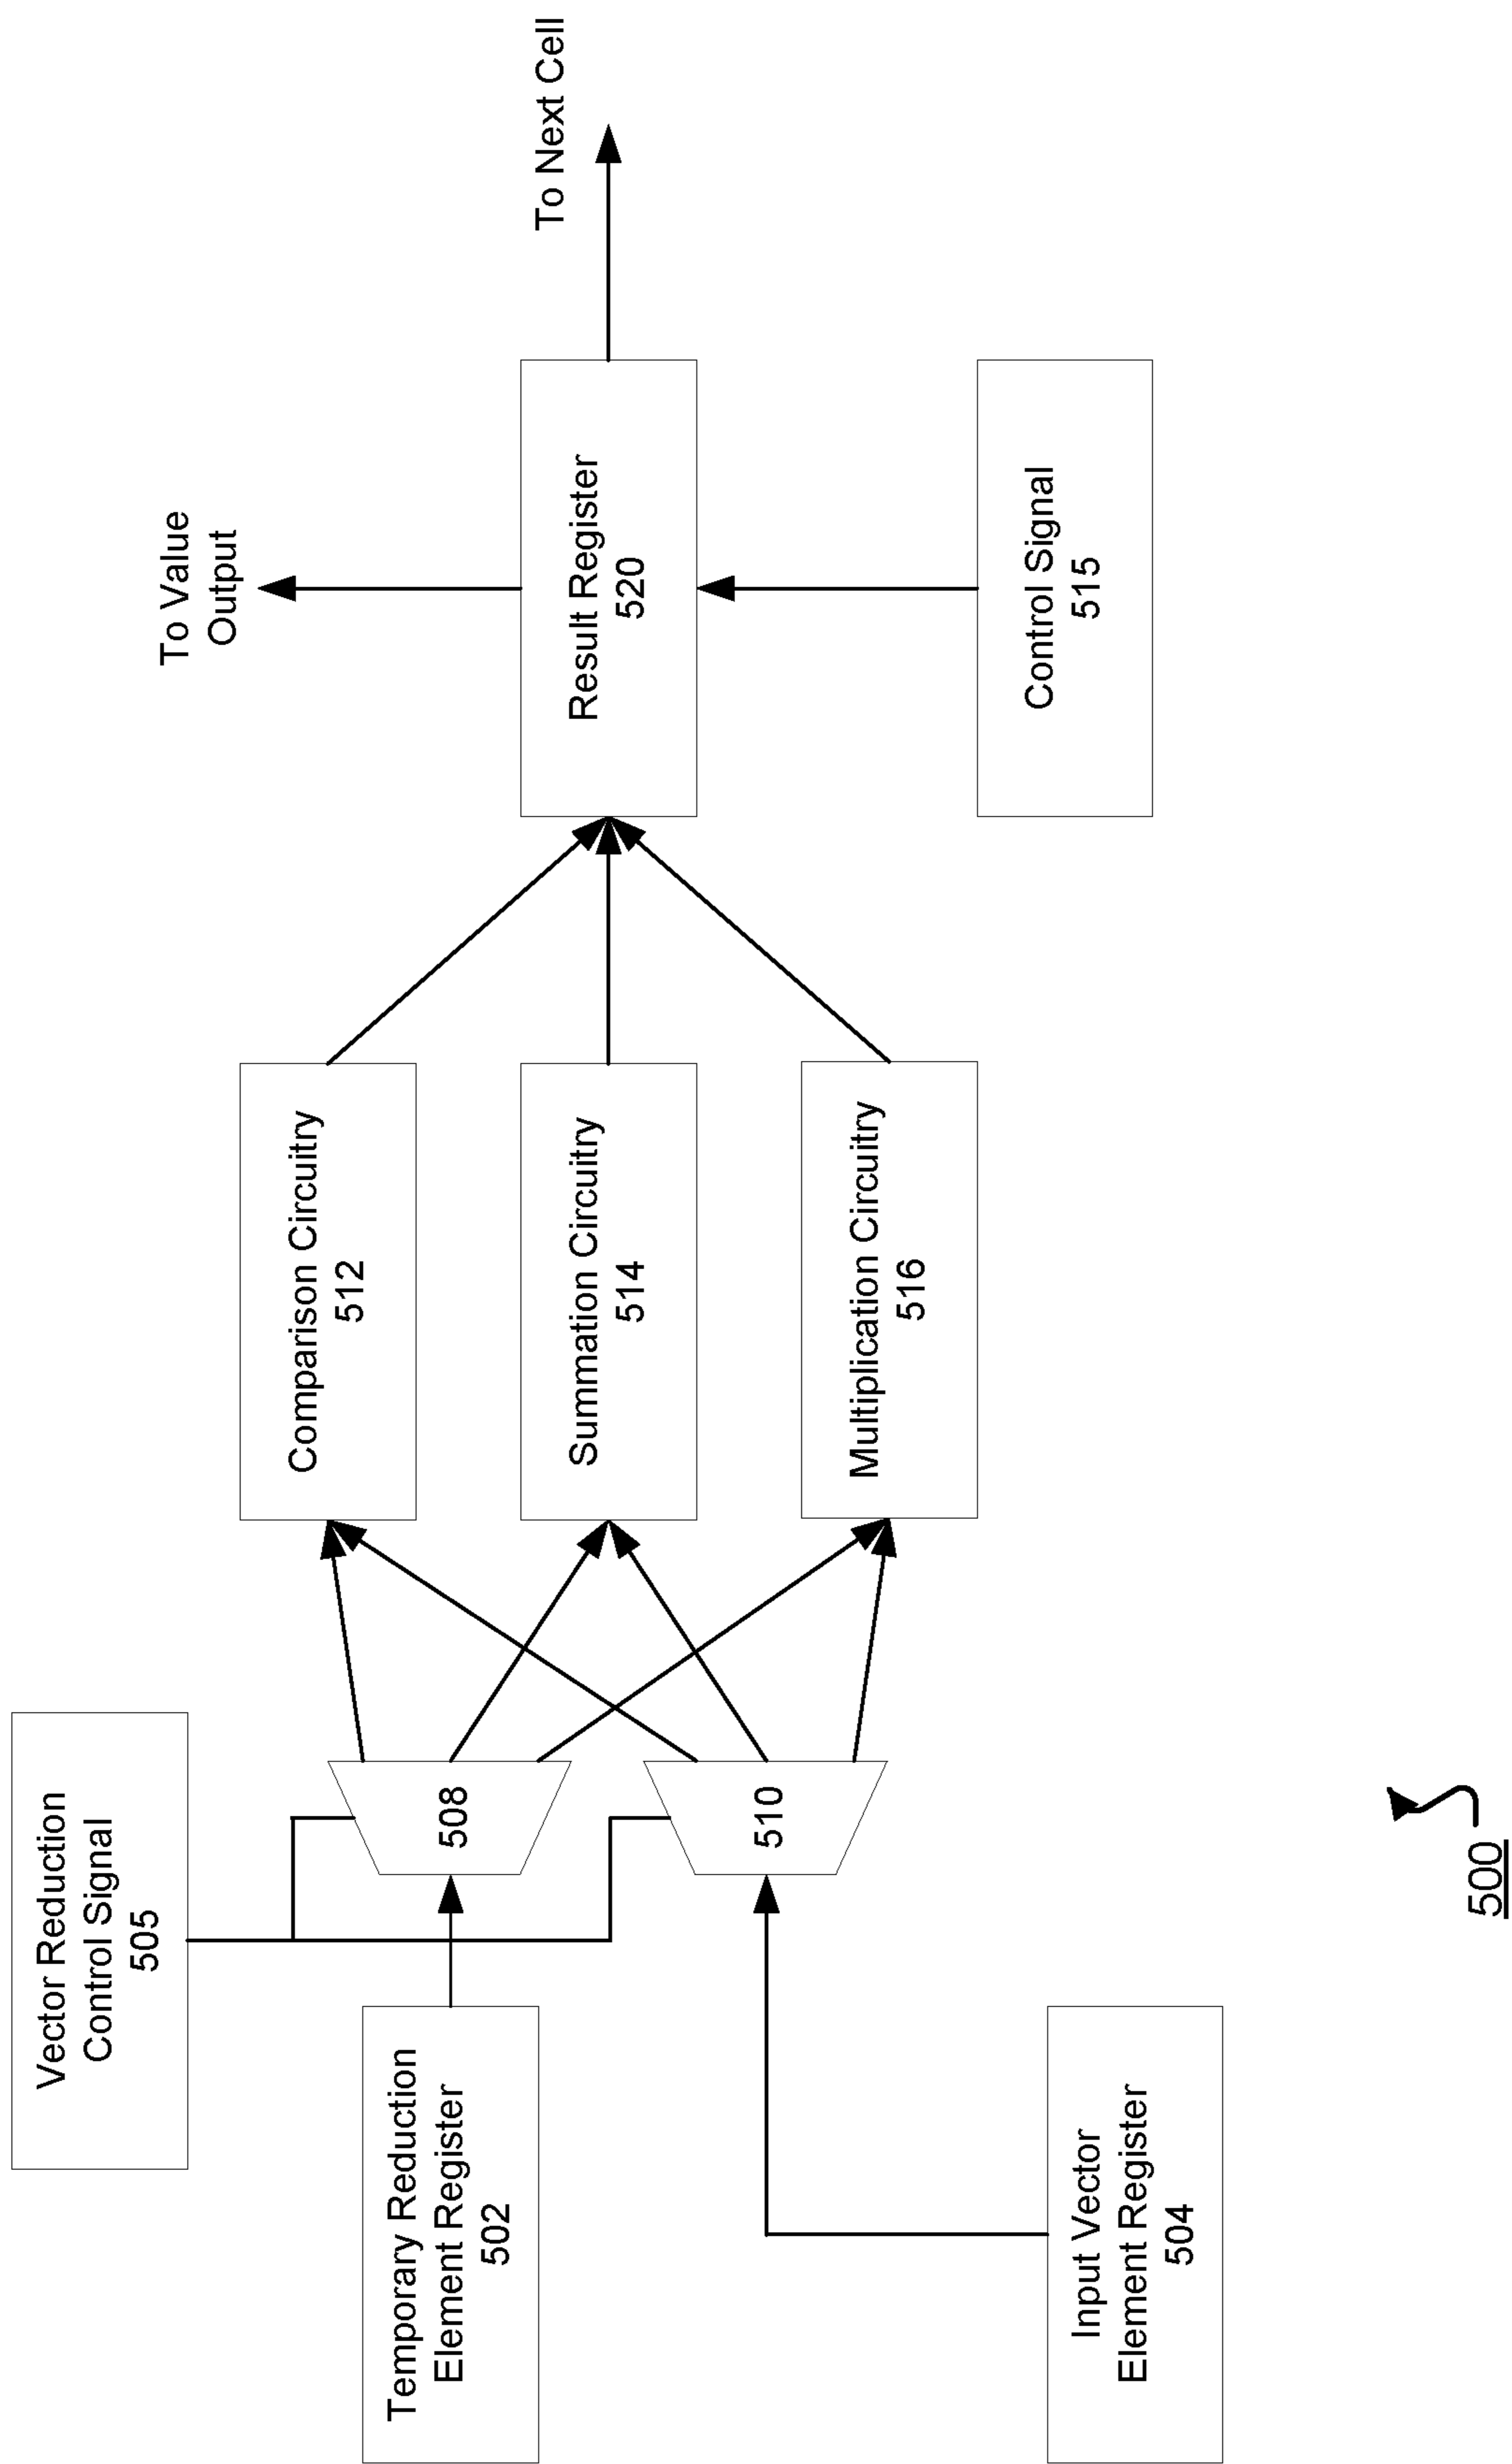 Vector Reduction
Control Signal
505
Temporary Reduction
Element Register
502
Input Vector
Element Register
504
508
510
Comparison Circuitry
512
Summation Circuitry
514
Multiplication Circuitry
516
To Value
Output
Result Register
520
Control Signal
515
To Next Cell
500